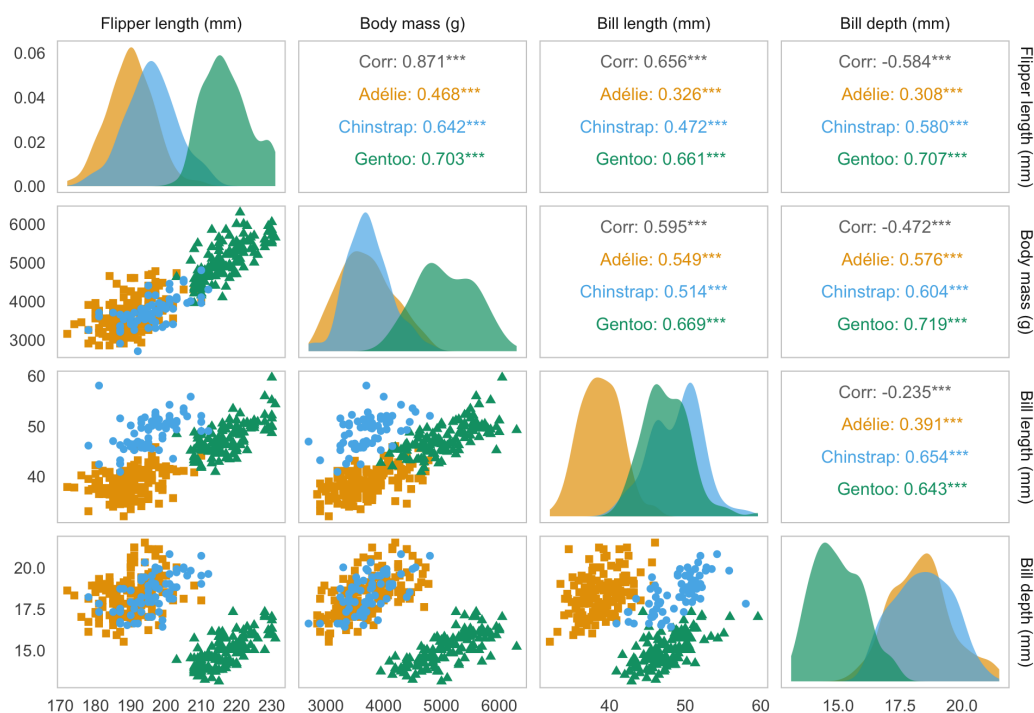 Flipper length (mm)
Body mass (g)
Bill length (mm)
Bill depth (mm)
0.06
0.04
0.02
0.00
Corr: 0.871***
Adélie: 0.468***
Chinstrap: 0.642***
Gentoo: 0.703***
Corr: 0.656***
Adélie: 0.326***
Chinstrap: 0.472***
Gentoo: 0.661***
Corr: -0.584***
Adélie: 0.308***
Chinstrap: 0.580***
Gentoo: 0.707***
Flipper length (mm)
6000
5000
4000
3000
Corr: 0.595***
Adélie: 0.549***
Chinstrap: 0.514***
Gentoo: 0.669***
Corr: -0.472***
Adélie: 0.576***
Chinstrap: 0.604***
Gentoo: 0.719***
Body mass (g)
60
50
40
Corr: -0.235***
Adélie: 0.391***
Chinstrap: 0.654***
Gentoo: 0.643***
Bill length (mm)
20.0
17.5
15.0
Bill depth (mm)
170 180 190 200 210 220 230
3000 4000 5000 6000
40 50 60
15.0 17.5 20.0